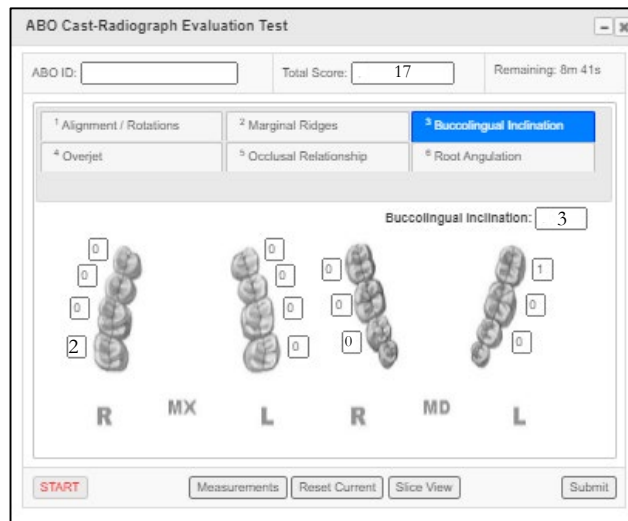 ABO Cast-Radiograph Evaluation Test
ABO ID: Total Score: 17 Remaining: 8m 41s
1 Alignment / Rotations 2 Marginal Ridges 3 Buccolingual Inclination
4 Overjet 5 Occlusal Relationship 6 Root Angulation
Buccolingual Inclination: 3
0 0
0 0 0 1
0 0 0 0
2 0 0 0
R MX L R MD L
START Measurements Reset Current Slice View Submit